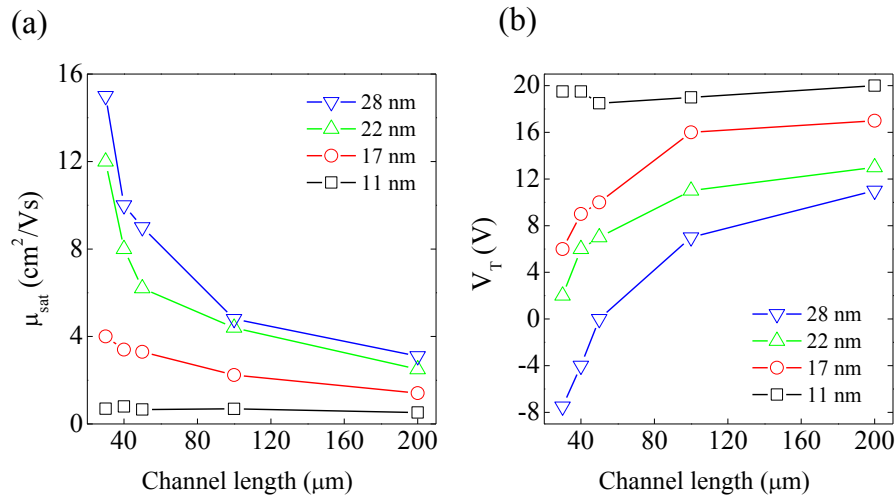 (a)
16
12
8
4
0
40 80 120 160 200
μsat (cm²/Vs)
Channel length (μm)
28 nm
22 nm
17 nm
11 nm
(b)
20
16
12
8
4
0
-4
-8
40 80 120 160 200
V_T (V)
Channel length (μm)
28 nm
22 nm
17 nm
11 nm